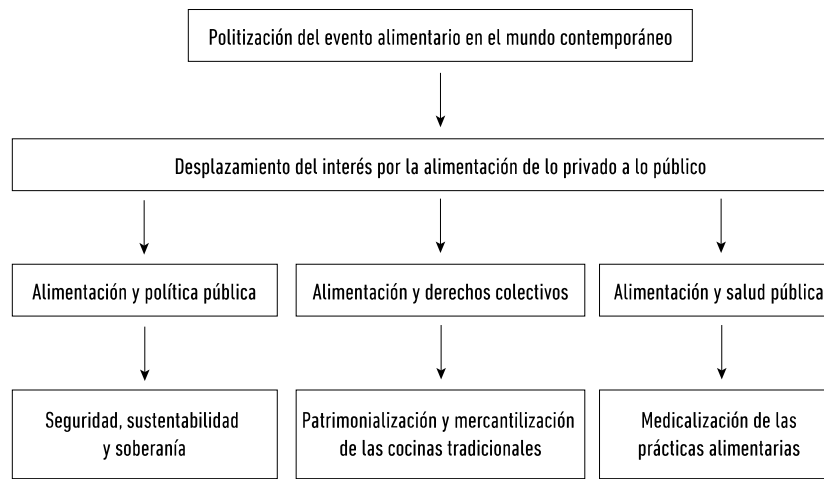 Politización del evento alimentario en el mundo contemporáneo
Desplazamiento del interés por la alimentación de lo privado a lo público
Alimentación y política pública
Alimentación y derechos colectivos
Alimentación y salud pública
Seguridad, sustentabilidad
y soberanía
Patrimonialización y mercantilización
de las cocinas tradicionales
Medicalización de las
prácticas alimentarias